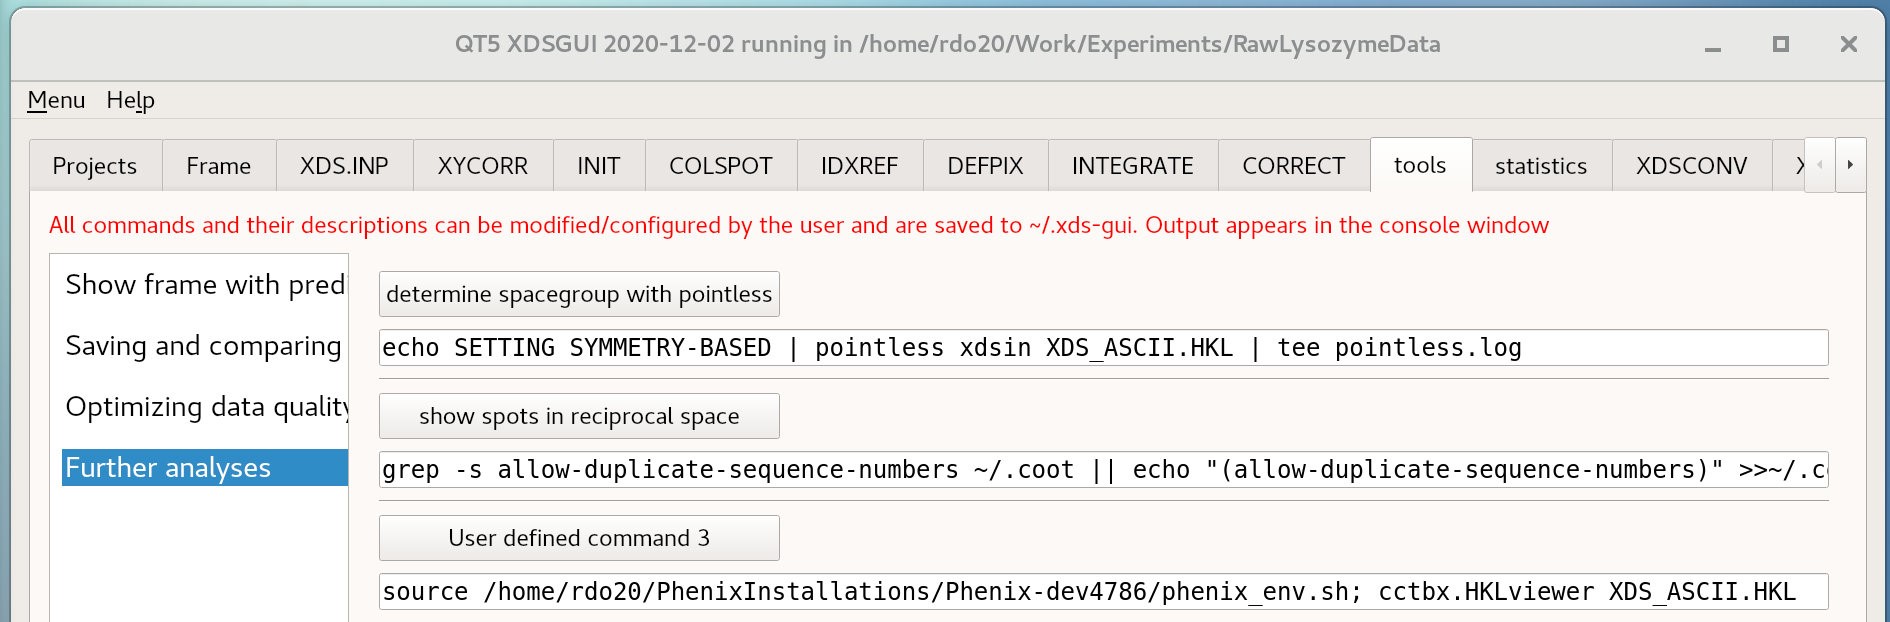 QT5 XDSGUI 2020-12-02 running in /home/rdo20/Work/Experiments/RawLysozymeData
Menu Help
Projects Frame XDS.INP XYCORR INIT COLSPOT IDXREF DEFPIX INTEGRATE CORRECT tools statistics XDSCONV
All commands and their descriptions can be modified/configured by the user and are saved to ~/.xds-gui. Output appears in the console window
Show frame with predi
Saving and comparing
Optimizing data quality
Further analyses
determine spacegroup with pointless
echo SETTING SYMMETRY-BASED | pointless xdsin XDS_ASCII.HKL | tee pointless.log
show spots in reciprocal space
grep -s allow-duplicate-sequence-numbers ~/.coot || echo "(allow-duplicate-sequence-numbers)" >>~/.co
User defined command 3
source /home/rdo20/PhenixInstallations/Phenix-dev4786/phenix_env.sh; cctbx.HKLviewer XDS_ASCII.HKL